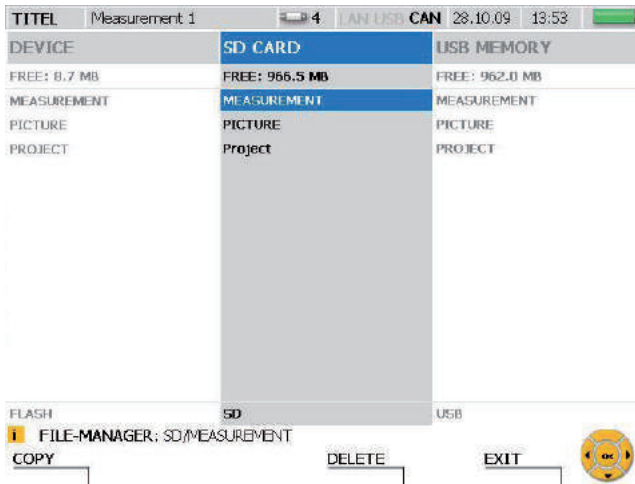 TITEL Measurement 1 4 LAN USB CAN 28.10.09 13:53
DEVICE SD CARD USB MEMORY
FREE: 8.7 MB FREE: 966.5 MB FREE: 962.0 MB
MEASUREMENT MEASUREMENT MEASUREMENT
PICTURE PICTURE PICTURE
PROJECT Project PROJECT
FLASH SD USB
i FILE-MANAGER: SD/MEASUREMENT
COPY DELETE EXIT OK